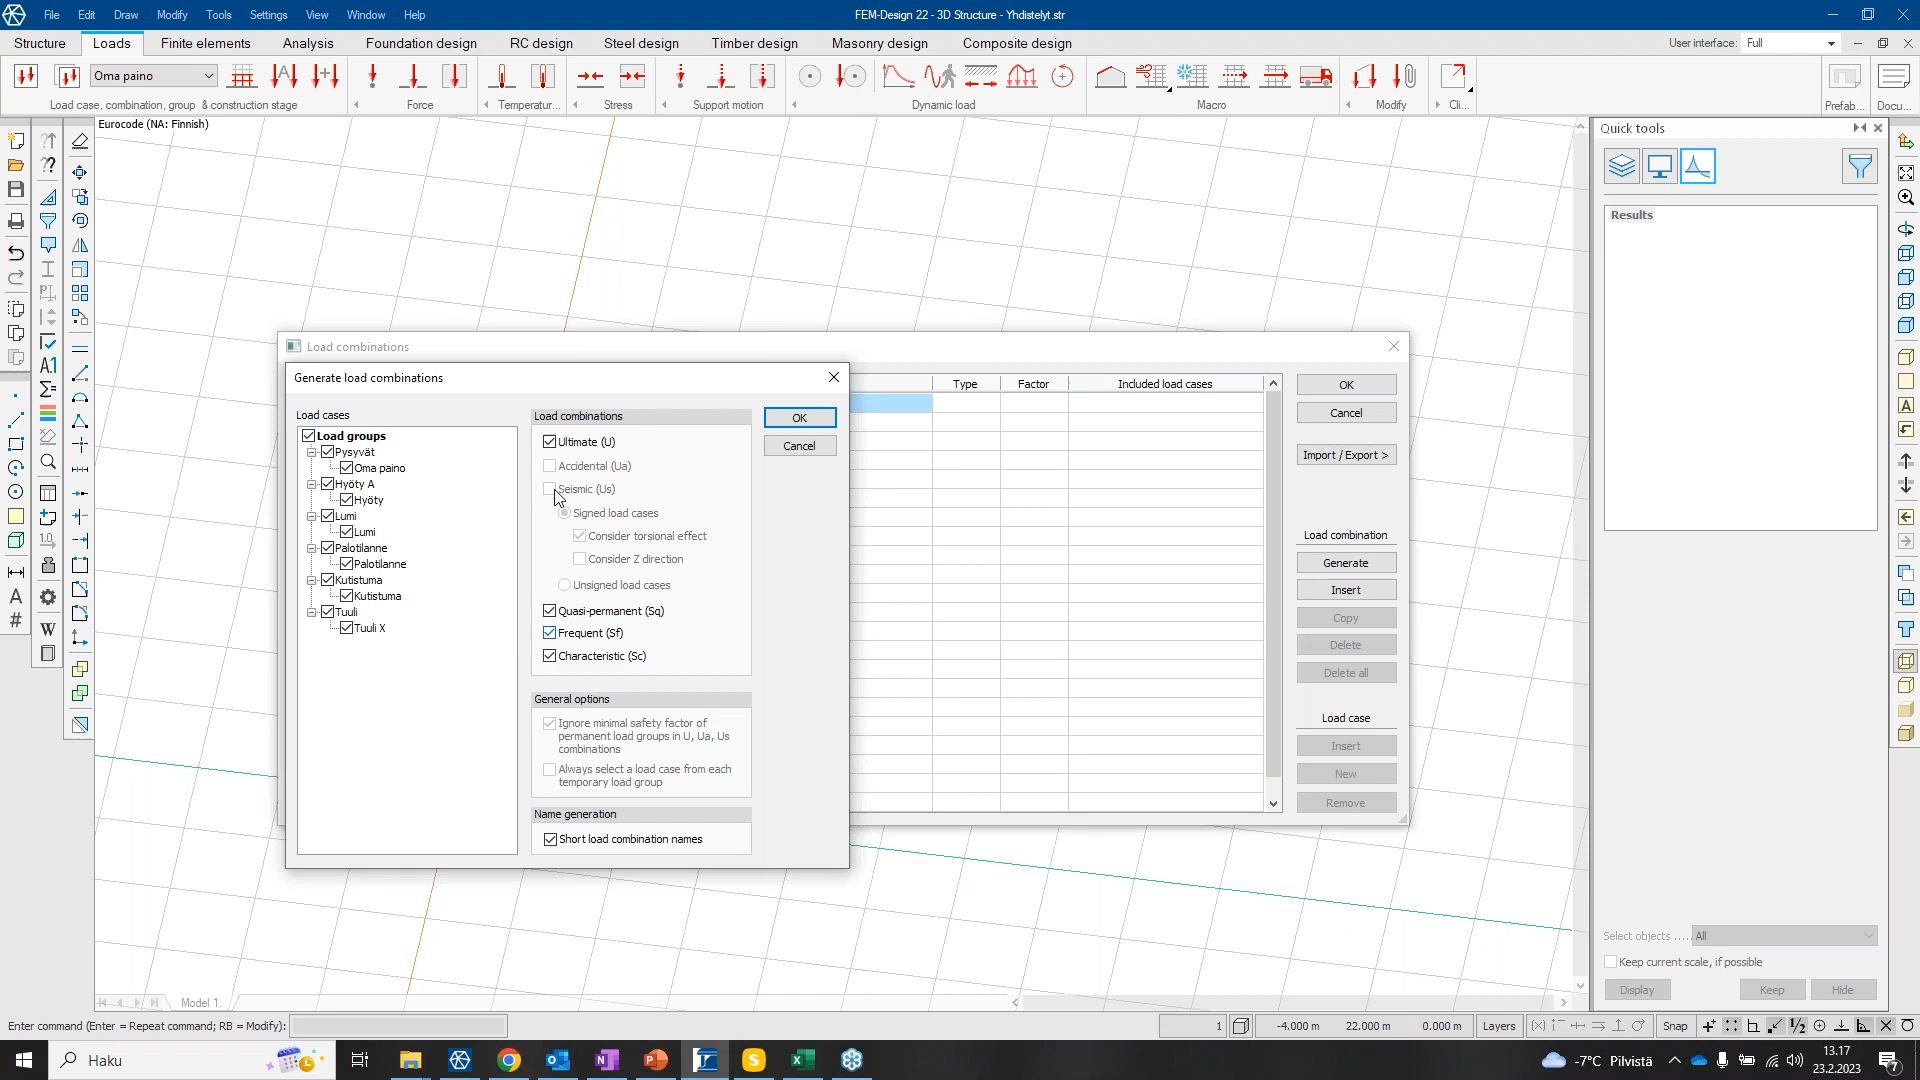 File Edit Draw Modify Tools Settings View Window Help
FEM-Design 22 - 3D Structure - Yhdistelyt.str
Structure Loads Finite elements Analysis Foundation design RC design Steel design Timber design Masonry design Composite design
User interface: Full
Oma paino
Load case, combination, group & construction stage
Force
Temperatur...
Stress
Support motion
Dynamic load
Macro
Modify
Cli...
Prefab...
Docu...
Eurocode (NA: Finnish)
Quick tools
Results
Load combinations
Generate load combinations
Load cases
Load groups
Pysyvät
Oma paino
Hyöty A
Hyöty
Lumi
Lumi
Palotilanne
Palotilanne
Kutistuma
Kutistuma
Tuuli
Tuuli X
Load combinations
Ultimate (U)
Accidental (Ua)
Seismic (Us)
Signed load cases
Consider torsional effect
Consider Z direction
Unsigned load cases
Quasi-permanent (Sq)
Frequent (Sf)
Characteristic (Sc)
General options
Ignore minimal safety factor of
permanent load groups in U, Ua, Us
combinations
Always select a load case from each
temporary load group
Name generation
Short load combination names
OK
Cancel
Type Factor Included load cases
OK
Cancel
Import / Export >
Load combination
Generate
Insert
Copy
Delete
Delete all
Load case
Insert
New
Remove
Select objects ..... All
Keep current scale, if possible
Display Keep Hide
Model 1.
Enter command (Enter = Repeat command; RB = Modify):
1 -4.000 m 22.000 m 0.000 m Layers Snap
Haku
-7°C Pilvistä
13.17
23.2.2023
7